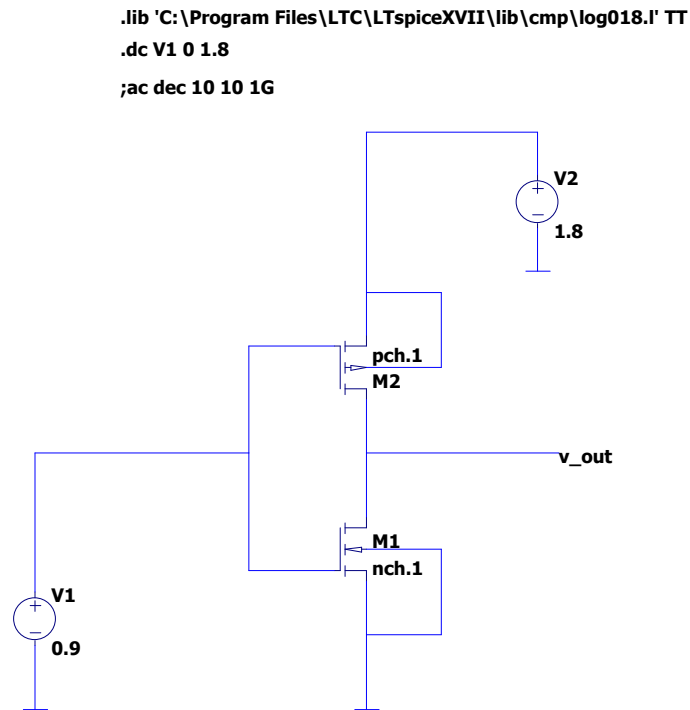 .lib 'C:\Program Files\LTC\LTspiceXVII\lib\cmp\log018.l' TT
.dc V1 0 1.8
;ac dec 10 10 1G
V2
1.8
pch.1
M2
v_out
M1
nch.1
V1
0.9